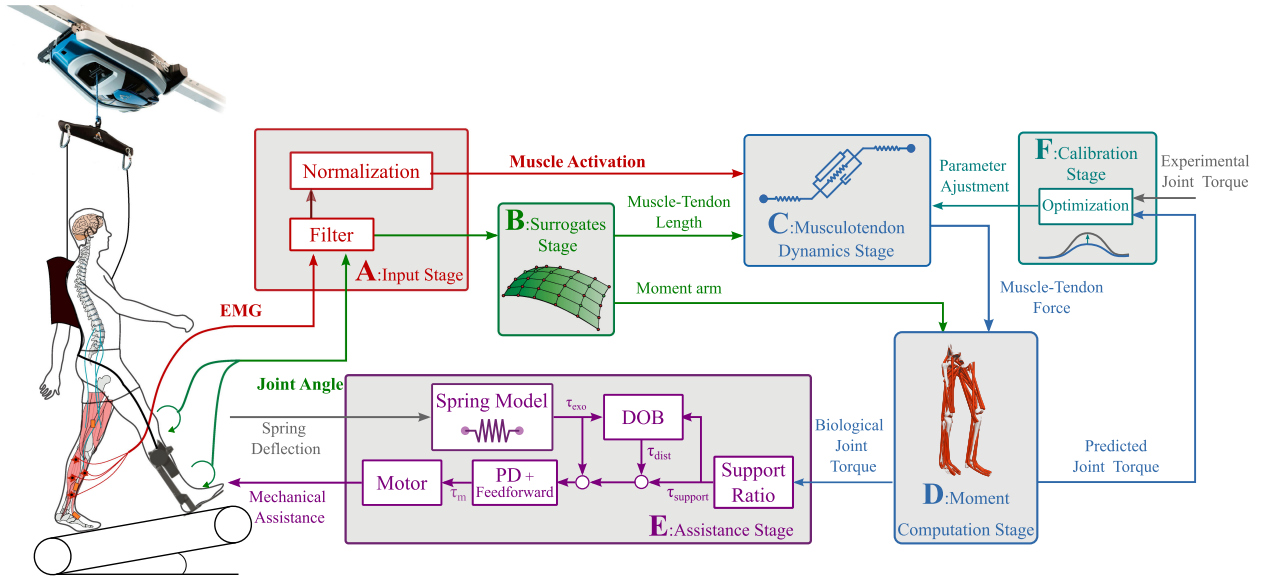 Normalization
Filter
A:Input Stage
EMG
Joint Angle
Muscle Activation
B:Surrogates
Stage
Muscle-Tendon
Length
Moment arm
C:Musculotendon
Dynamics Stage
Parameter
Ajustment
F:Calibration
Stage
Optimization
Experimental
Joint Torque
Muscle-Tendon
Force
D:Moment
Computation Stage
Predicted
Joint Torque
Biological
Joint
Torque
Spring
Deflection
Spring Model
τexo
DOB
τdist
Support
Ratio
τsupport
PD +
Feedforward
τm
Motor
E:Assistance Stage
Mechanical
Assistance